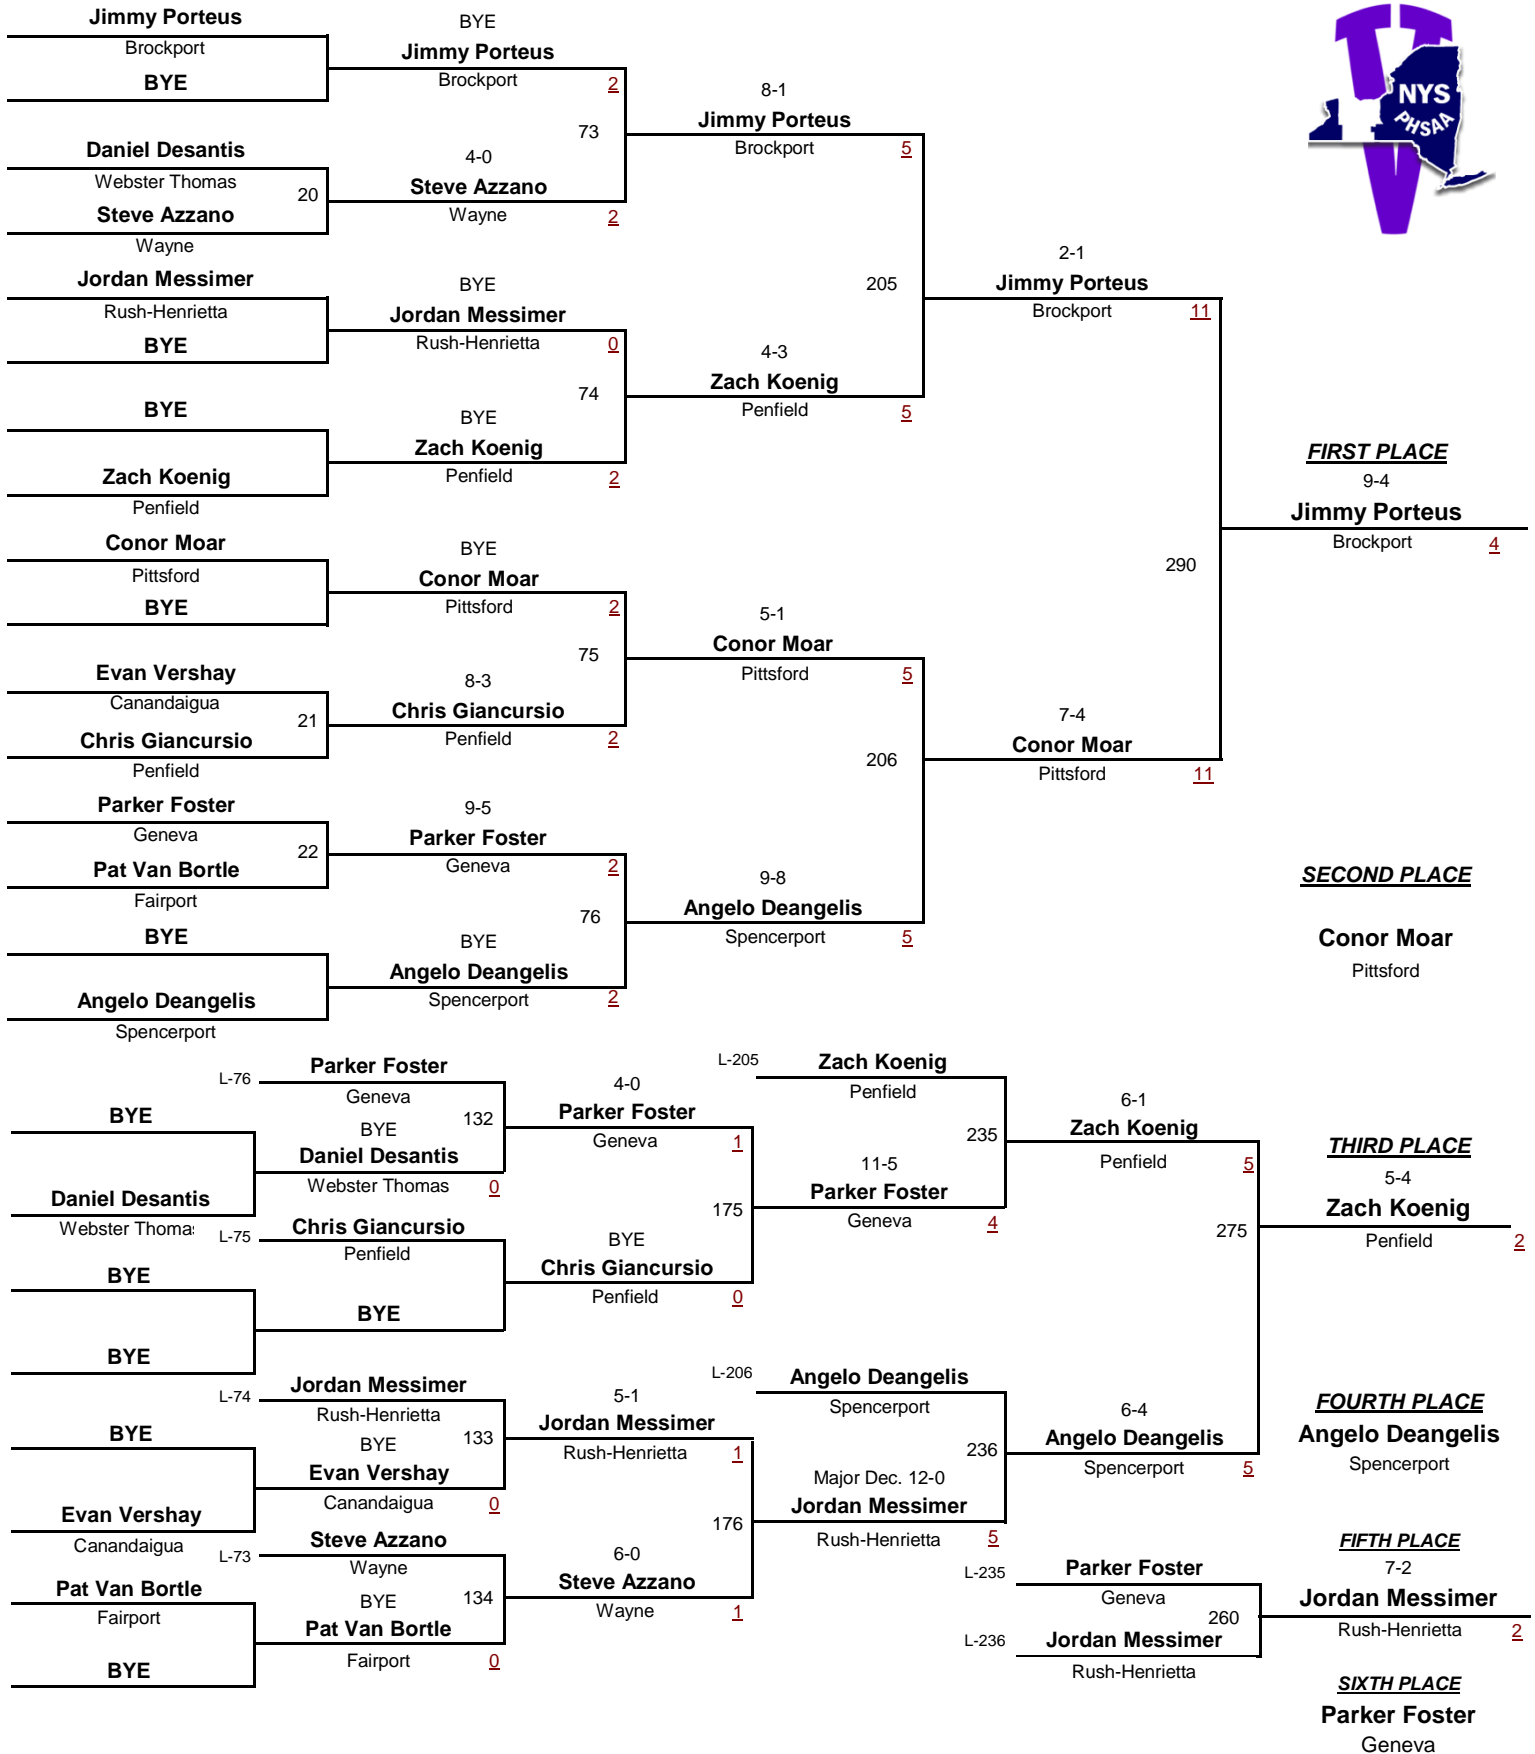 Jimmy Porteus
Brockport
BYE
Daniel Desantis
Webster Thomas
20
Steve Azzano
Wayne
Jordan Messimer
Rush-Henrietta
BYE
BYE
Zach Koenig
Penfield
Conor Moar
Pittsford
BYE
Evan Vershay
Canandaigua
21
Chris Giancursio
Penfield
Parker Foster
Geneva
22
Pat Van Bortle
Fairport
BYE
Angelo Deangelis
Spencerport
BYE
Jimmy Porteus
Brockport
2
73
4-0
Steve Azzano
Wayne
2
BYE
Jordan Messimer
Rush-Henrietta
0
74
BYE
Zach Koenig
Penfield
2
BYE
Conor Moar
Pittsford
2
75
8-3
Chris Giancursio
Penfield
2
9-5
Parker Foster
Geneva
2
76
BYE
Angelo Deangelis
Spencerport
2
8-1
Jimmy Porteus
Brockport
5
205
4-3
Zach Koenig
Penfield
5
5-1
Conor Moar
Pittsford
5
206
9-8
Angelo Deangelis
Spencerport
5
2-1
Jimmy Porteus
Brockport
11
290
7-4
Conor Moar
Pittsford
11
NYS
PHSAA
FIRST PLACE
9-4
Jimmy Porteus
Brockport
4
SECOND PLACE
Conor Moar
Pittsford
BYE
Daniel Desantis
Webster Thomas
BYE
BYE
BYE
Evan Vershay
Canandaigua
Pat Van Bortle
Fairport
BYE
L-76
Parker Foster
Geneva
132
BYE
Daniel Desantis
Webster Thomas
0
L-75
Chris Giancursio
Penfield
BYE
L-74
Jordan Messimer
Rush-Henrietta
133
BYE
Evan Vershay
Canandaigua
0
L-73
Steve Azzano
Wayne
134
BYE
Pat Van Bortle
Fairport
0
4-0
Parker Foster
Geneva
1
175
BYE
Chris Giancursio
Penfield
0
5-1
Jordan Messimer
Rush-Henrietta
1
176
6-0
Steve Azzano
Wayne
1
L-205
Zach Koenig
Penfield
235
11-5
Parker Foster
Geneva
4
L-206
Angelo Deangelis
Spencerport
236
Major Dec. 12-0
Jordan Messimer
Rush-Henrietta
5
6-1
Zach Koenig
Penfield
5
275
6-4
Angelo Deangelis
Spencerport
5
L-235
Parker Foster
Geneva
260
L-236
Jordan Messimer
Rush-Henrietta
THIRD PLACE
5-4
Zach Koenig
Penfield
2
FOURTH PLACE
Angelo Deangelis
Spencerport
FIFTH PLACE
7-2
Jordan Messimer
Rush-Henrietta
2
SIXTH PLACE
Parker Foster
Geneva